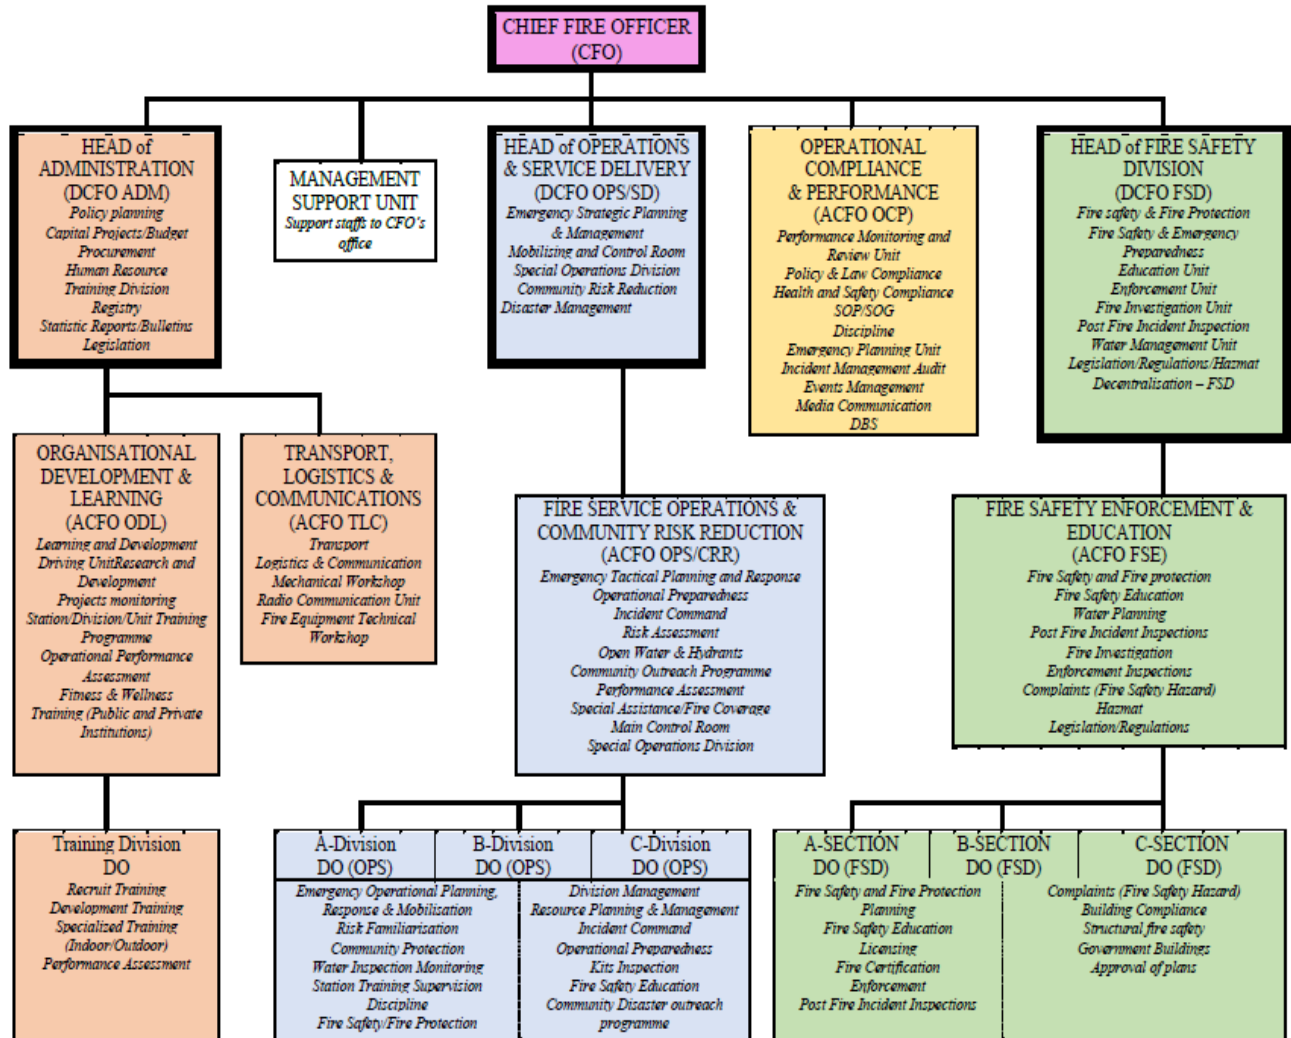 CHIEF FIRE OFFICER
(CFO)
HEAD of
ADMINISTRATION
(DCFO ADM)
Policy planning
Capital Projects/Budget
Procurement
Human Resource
Training Division
Registry
Statistic Reports/Bulletins
Legislation
MANAGEMENT
SUPPORT UNIT
Support staffs to CFO's
office
HEAD of OPERATIONS
& SERVICE DELIVERY
(DCFO OPS/SD)
Emergency Strategic Planning
& Management
Mobilising and Control Room
Special Operations Division
Community Risk Reduction
Disaster Management
OPERATIONAL
COMPLIANCE
& PERFORMANCE
(ACFO OCP)
Performance Monitoring and
Review Unit
Policy & Law Compliance
Health and Safety Compliance
SOP/SOG
Discipline
Emergency Planning Unit
Incident Management Audit
Events Management
Media Communication
DBS
HEAD of FIRE SAFETY
DIVISION
(DCFO FSD)
Fire safety & Fire Protection
Fire Safety & Emergency
Preparedness
Education Unit
Enforcement Unit
Fire Investigation Unit
Post Fire Incident Inspection
Water Management Unit
Legislation/Regulations/Hazmat
Decentralisation – FSD
ORGANISATIONAL
DEVELOPMENT &
LEARNING
(ACFO ODL)
Learning and Development
Driving UnitResearch and
Development
Projects monitoring
Station/Division/Unit Training
Programme
Operational Performance
Assessment
Fitness & Wellness
Training (Public and Private
Institutions)
TRANSPORT,
LOGISTICS &
COMMUNICATIONS
(ACFO TLC)
Transport
Logistics & Communication
Mechanical Workshop
Radio Communication Unit
Fire Equipment Technical
Workshop
FIRE SERVICE OPERATIONS &
COMMUNITY RISK REDUCTION
(ACFO OPS/CRR)
Emergency Tactical Planning and Response
Operational Preparedness
Incident Command
Risk Assessment
Open Water & Hydrants
Community Outreach Programme
Performance Assessment
Special Assistance/Fire Coverage
Main Control Room
Special Operations Division
FIRE SAFETY ENFORCEMENT &
EDUCATION
(ACFO FSE)
Fire Safety and Fire protection
Fire Safety Education
Water Planning
Post Fire Incident Inspections
Fire Investigation
Enforcement Inspections
Complaints (Fire Safety Hazard)
Hazmat
Legislation/Regulations
Training Division
DO
Recruit Training
Development Training
Specialized Training
(Indoor/Outdoor)
Performance Assessment
A-Division
DO (OPS)
B-Division
DO (OPS)
C-Division
DO (OPS)
Emergency Operational Planning,
Response & Mobilisation
Risk Familiarisation
Community Protection
Water Inspection Monitoring
Station Training Supervision
Discipline
Fire Safety/Fire Protection
Division Management
Resource Planning & Management
Incident Command
Operational Preparedness
Kits Inspection
Fire Safety Education
Community Disaster outreach
programme
A-SECTION
DO (FSD)
B-SECTION
DO (FSD)
C-SECTION
DO (FSD)
Fire Safety and Fire Protection
Planning
Fire Safety Education
Licensing
Fire Certification
Enforcement
Post Fire Incident Inspections
Complaints (Fire Safety Hazard)
Building Compliance
Structural fire safety
Government Buildings
Approval of plans